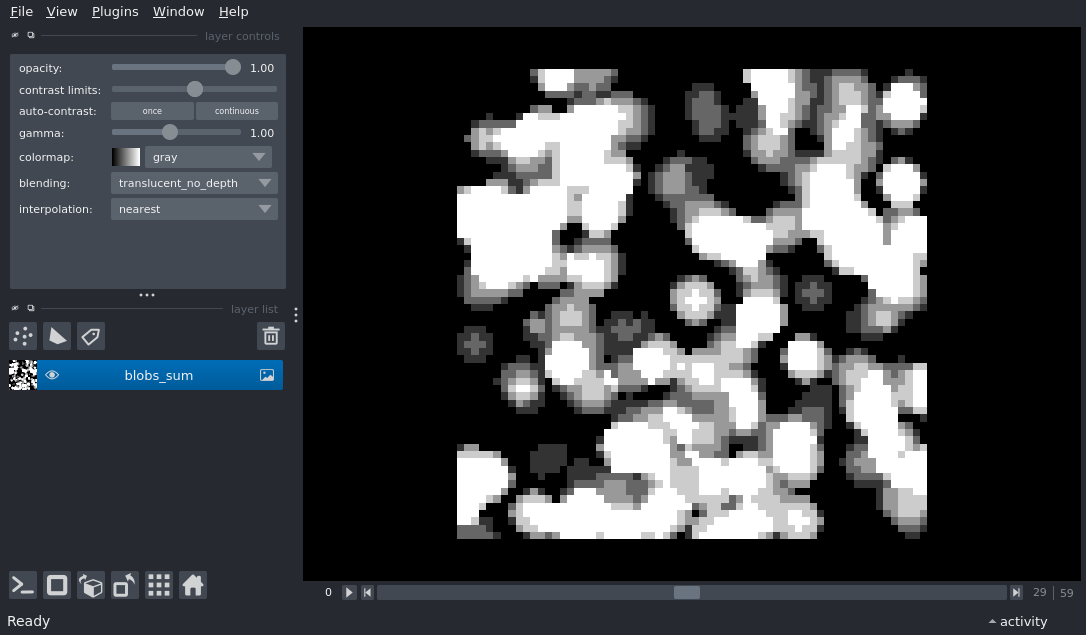 File View Plugins Window Help
layer controls
opacity: 1.00
contrast limits:
auto-contrast: once continuous
gamma: 1.00
colormap: gray
blending: translucent_no_depth
interpolation: nearest
layer list
blobs_sum
0 29 59
Ready activity